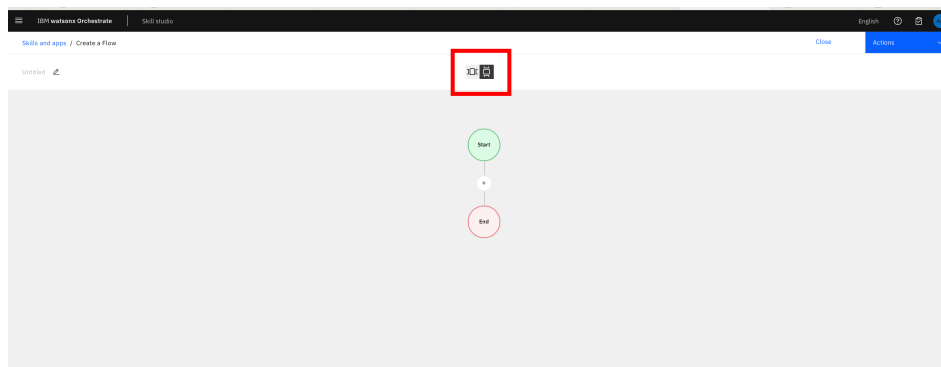 IBM watsonx Orchestrate Skill studio English
Skills and apps / Create a Flow Close Actions
Untitled
Start
+
End